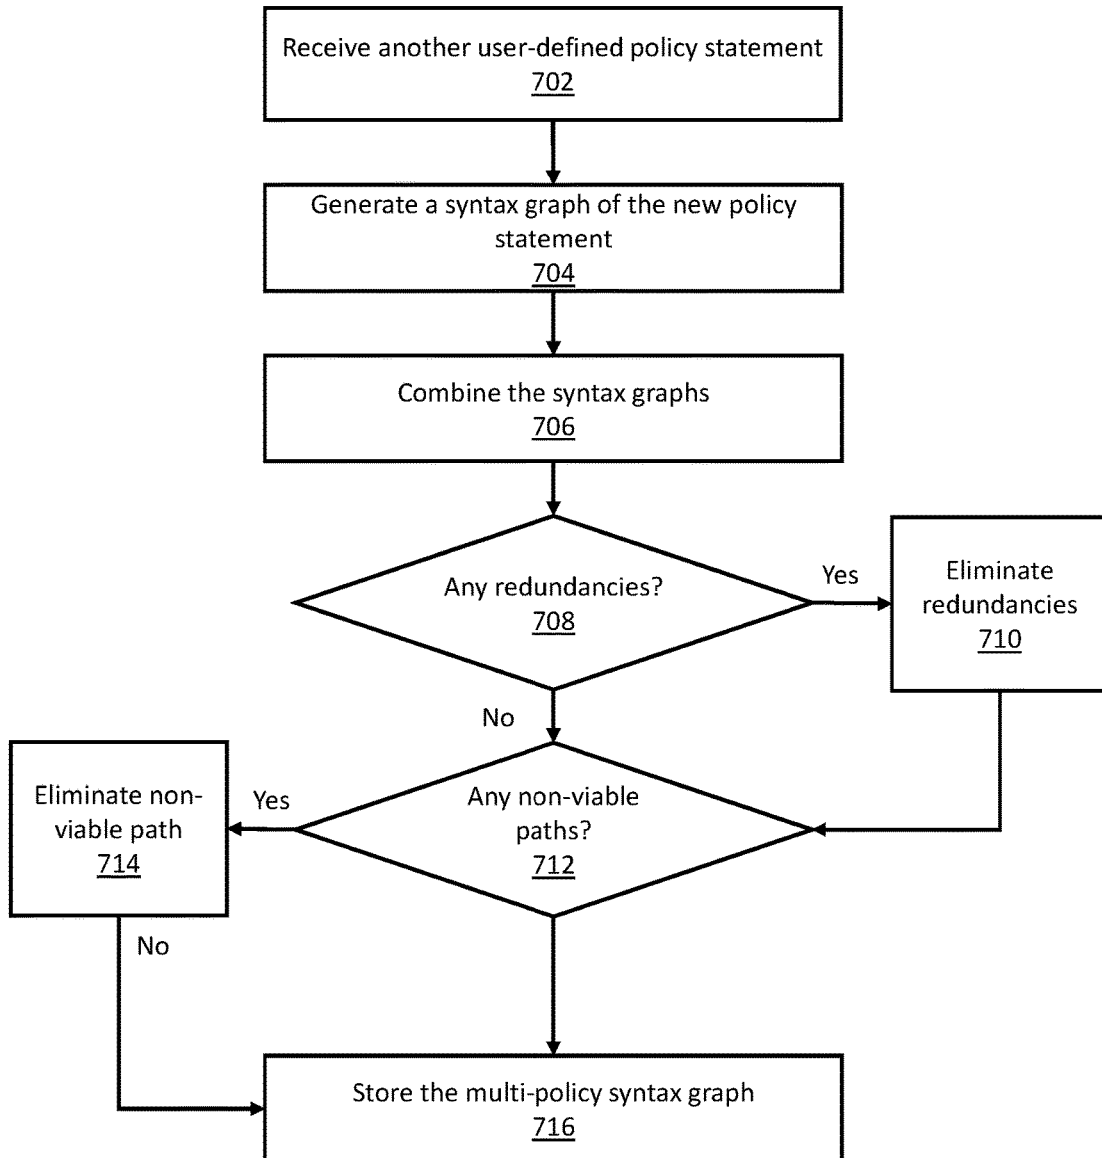 Receive another user-defined policy statement
702
Generate a syntax graph of the new policy
statement
704
Combine the syntax graphs
706
Any redundancies?
708
Yes
Eliminate
redundancies
710
No
Any non-viable
paths?
712
Yes
Eliminate non-
viable path
714
No
Store the multi-policy syntax graph
716